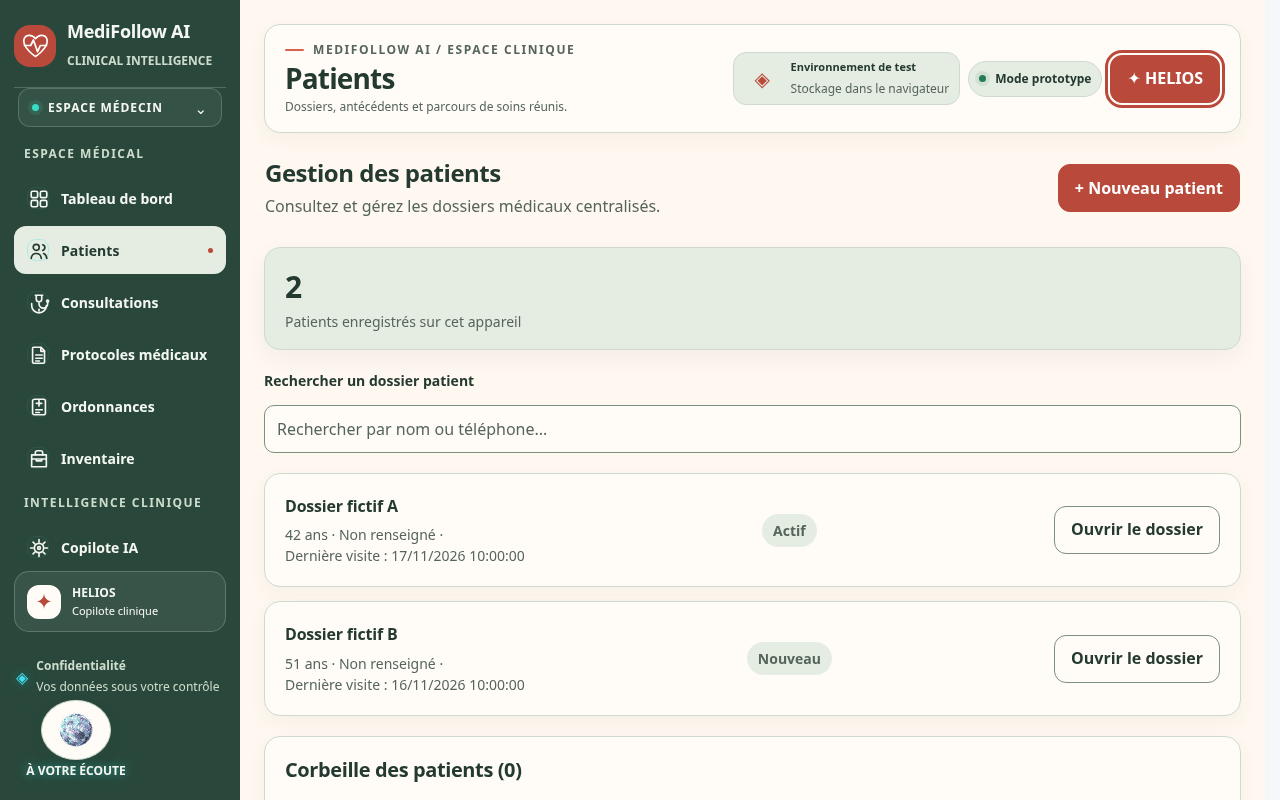 MediFollow AI
CLINICAL INTELLIGENCE
ESPACE MÉDECIN
ESPACE MÉDICAL
Tableau de bord
Patients
Consultations
Protocoles médicaux
Ordonnances
Inventaire
INTELLIGENCE CLINIQUE
Copilote IA
HELIOS
Copilote clinique
Confidentialité
Vos données sous votre contrôle
À VOTRE ÉCOUTE
MEDIFOLLOW AI / ESPACE CLINIQUE
Patients
Dossiers, antécédents et parcours de soins réunis.
Environnement de test
Stockage dans le navigateur
Mode prototype
✦ HELIOS
Gestion des patients
Consultez et gérez les dossiers médicaux centralisés.
+ Nouveau patient
2
Patients enregistrés sur cet appareil
Rechercher un dossier patient
Rechercher par nom ou téléphone...
Dossier fictif A
42 ans · Non renseigné ·
Dernière visite : 17/11/2026 10:00:00
Actif
Ouvrir le dossier
Dossier fictif B
51 ans · Non renseigné ·
Dernière visite : 16/11/2026 10:00:00
Nouveau
Ouvrir le dossier
Corbeille des patients (0)